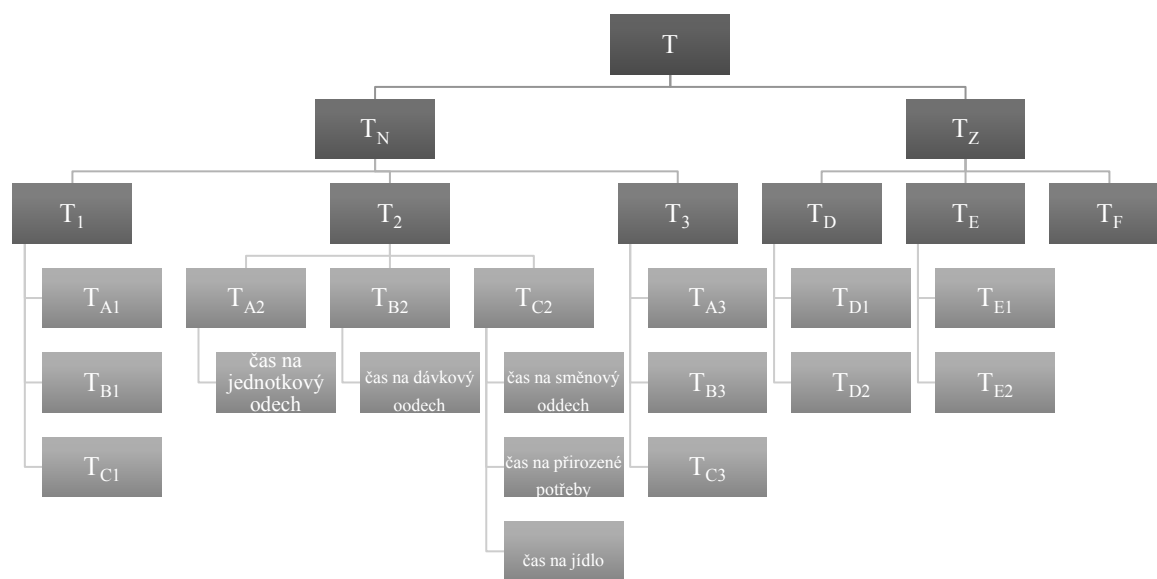 T
T_N
T_Z
T_1
T_2
T_3
T_D
T_E
T_F
T_A1
T_A2
T_B2
T_C2
T_A3
T_D1
T_E1
T_B1
čas na
jednotkový
odech
čas na dávkový
oodech
čas na směnový
oddech
T_B3
T_D2
T_E2
T_C1
čas na přirozené
potřeby
T_C3
čas na jídlo